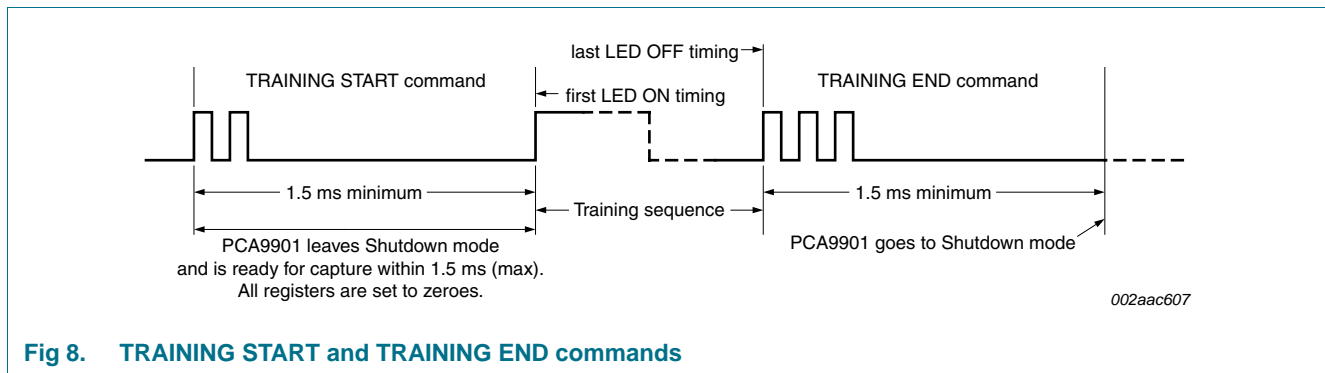 last LED OFF timing
TRAINING START command
TRAINING END command
first LED ON timing
1.5 ms minimum
1.5 ms minimum
Training sequence
PCA9901 leaves Shutdown mode
and is ready for capture within 1.5 ms (max).
All registers are set to zeroes.
PCA9901 goes to Shutdown mode
002aac607
Fig 8. TRAINING START and TRAINING END commands